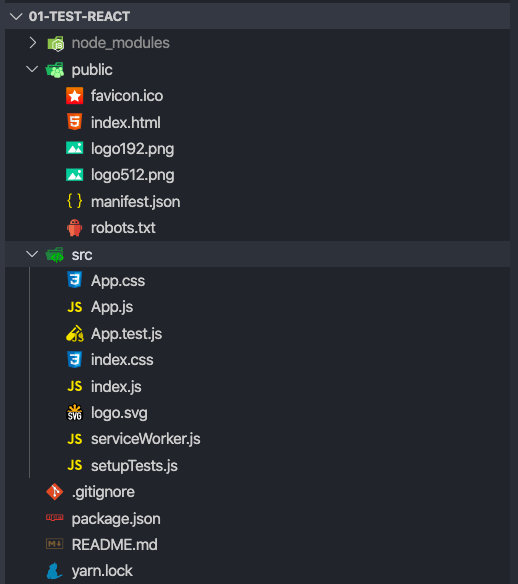 01-TEST-REACT
node_modules
public
favicon.ico
index.html
logo192.png
logo512.png
manifest.json
robots.txt
src
App.css
App.js
App.test.js
index.css
index.js
logo.svg
serviceWorker.js
setupTests.js
.gitignore
package.json
README.md
yarn.lock